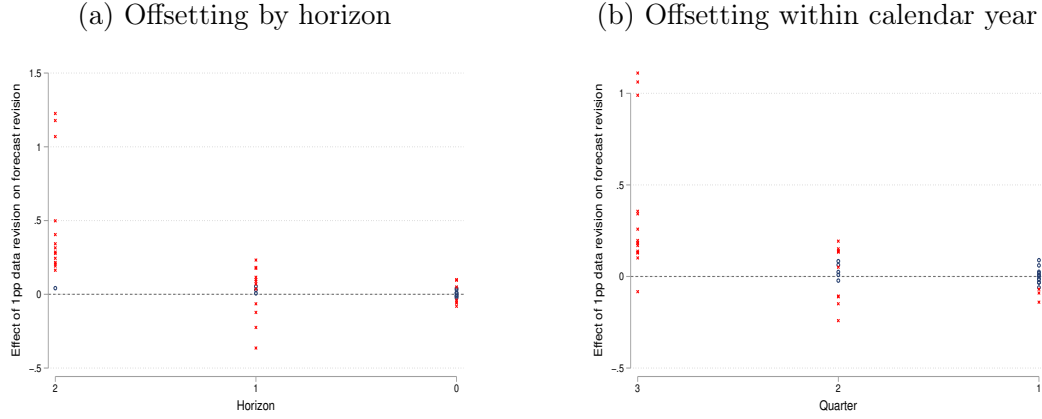 (a) Offsetting by horizon
Effect of 1pp data revision on forecast revision
1.5
1
.5
0
-.5
2
1
0
Horizon
(b) Offsetting within calendar year
Effect of 1pp data revision on forecast revision
1
.5
0
-.5
3
2
1
Quarter